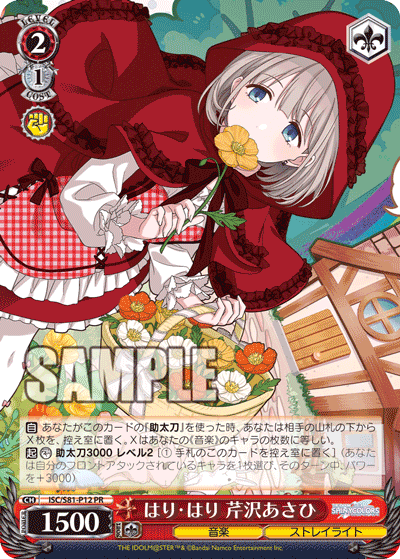 LEVEL
2
1
COST
SAMPLE
自 あなたがこのカードの「助太刀」を使った時、あなたは相手の山札の下から
X枚を、控え室に置く。Xはあなたの《音楽》のキャラの枚数に等しい。
起 助太刀3000 レベル2 [① 手札のこのカードを控え室に置く](あなた
は自分のフロントアタックされているキャラを1枚選び、そのターン中、パワー
を+3000)
CH ISC/S81-P12 PR
POWER
1500
はり・はり 芹沢あさひ
SHINYCOLORS
音楽
ストレイライト
THE IDOLM@STER™& ©Bandai Namco Entertainment Inc.